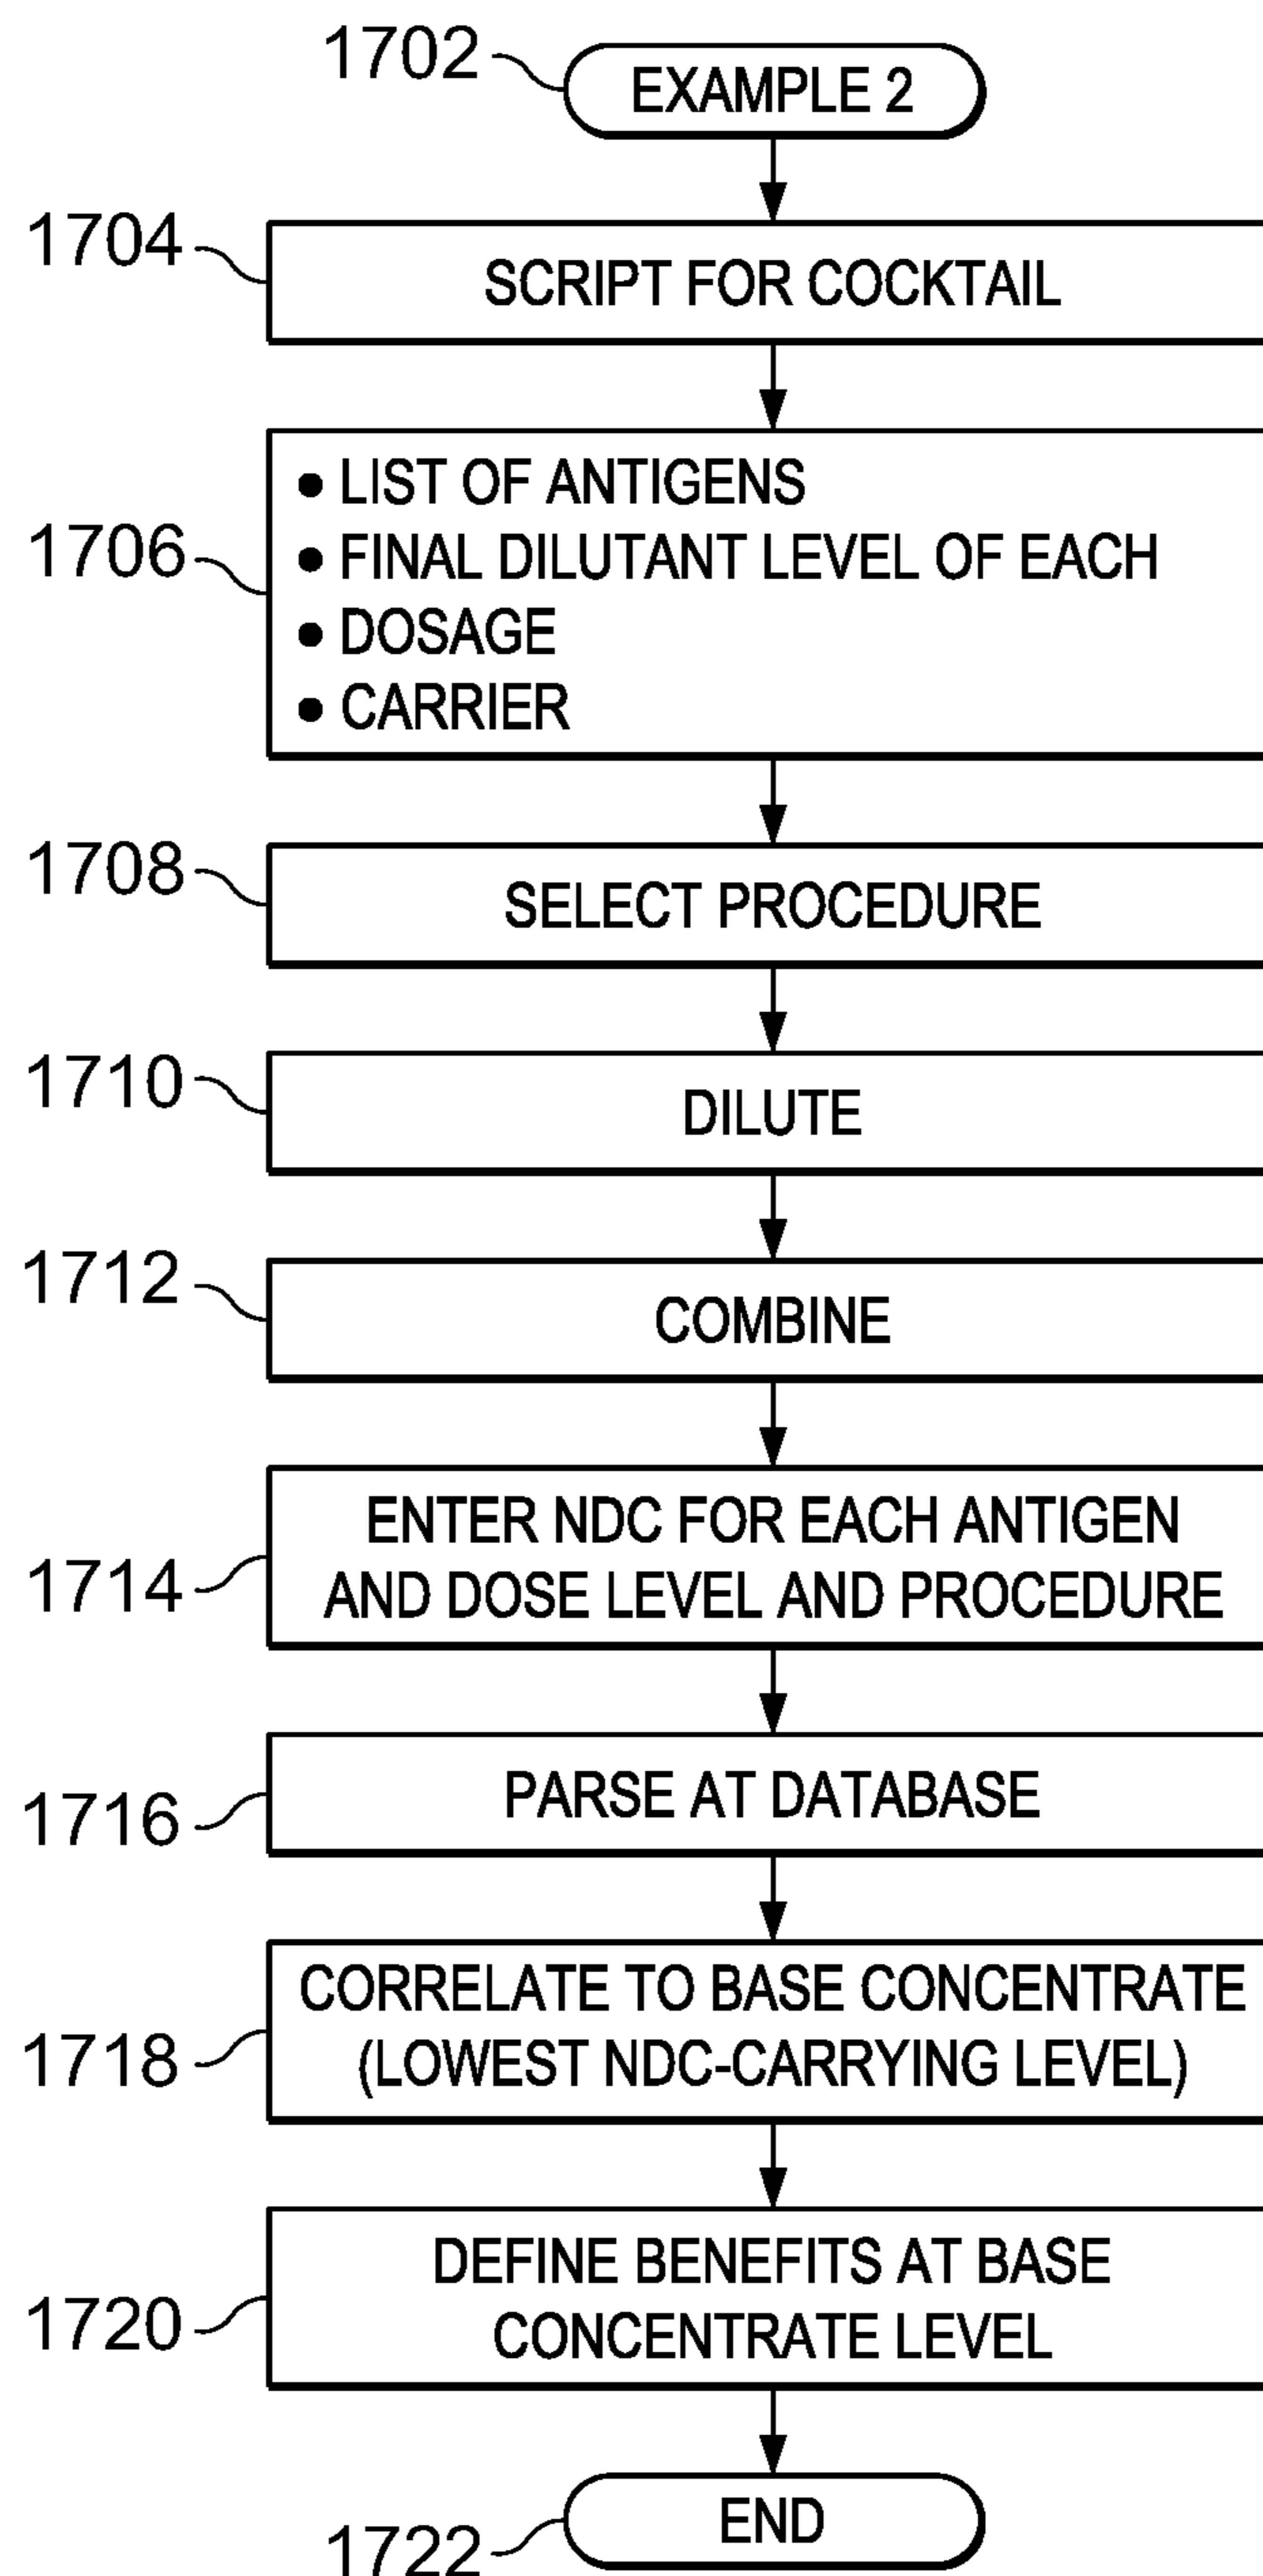 1702
EXAMPLE 2
1704
SCRIPT FOR COCKTAIL
1706
• LIST OF ANTIGENS
• FINAL DILUTANT LEVEL OF EACH
• DOSAGE
• CARRIER
1708
SELECT PROCEDURE
1710
DILUTE
1712
COMBINE
1714
ENTER NDC FOR EACH ANTIGEN
AND DOSE LEVEL AND PROCEDURE
1716
PARSE AT DATABASE
1718
CORRELATE TO BASE CONCENTRATE
(LOWEST NDC-CARRYING LEVEL)
1720
DEFINE BENEFITS AT BASE
CONCENTRATE LEVEL
1722
END